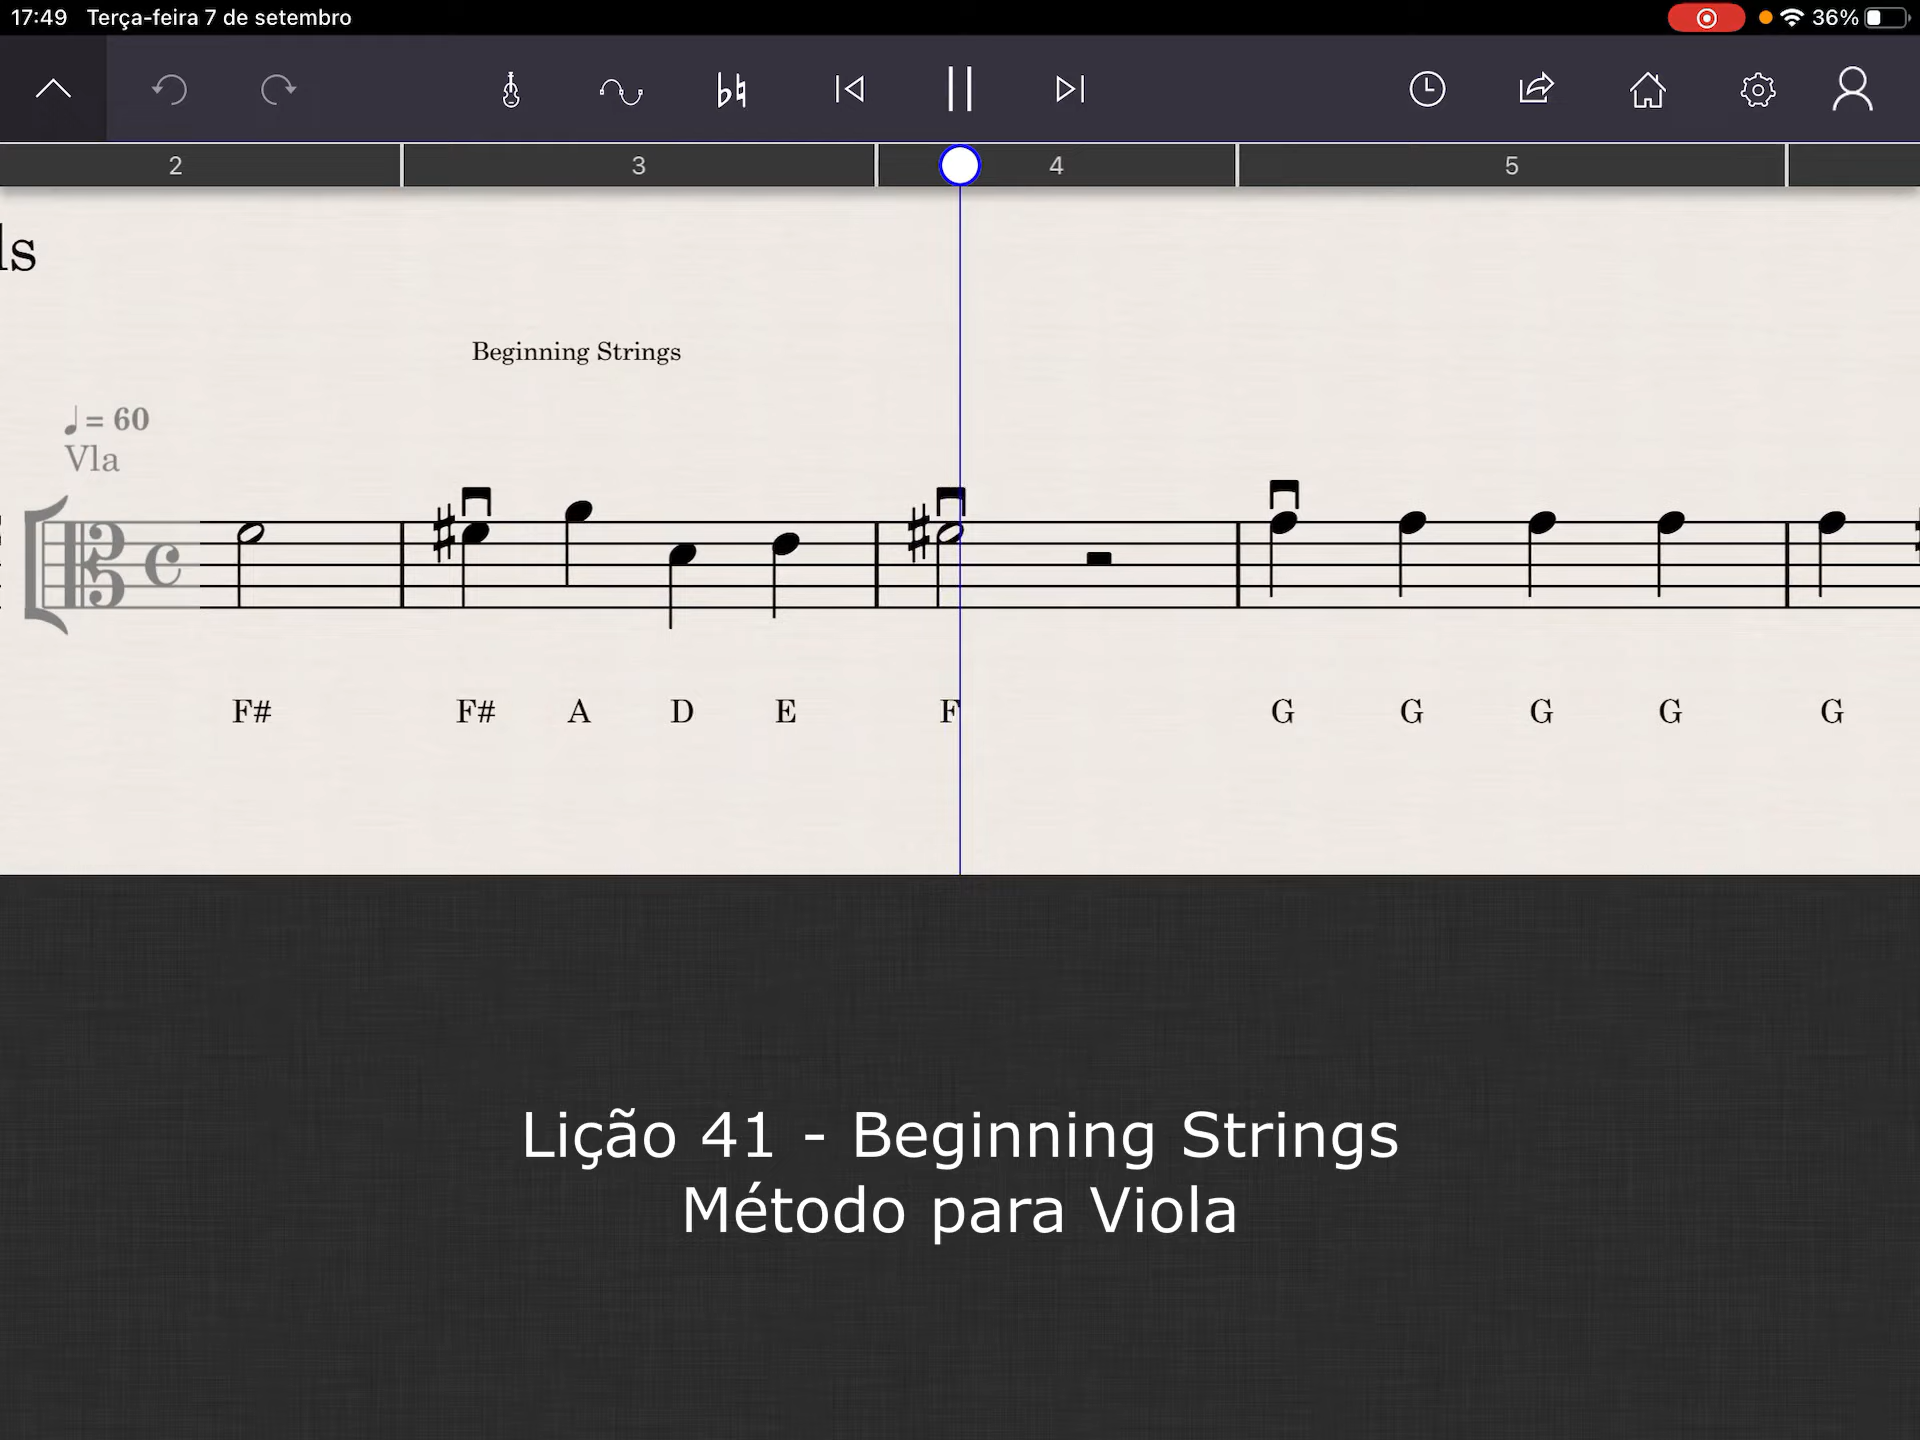 17:49 Terça-feira 7 de setembro 36%
2 3 4 5
ls
Beginning Strings
♩ = 60
Vla
F# F# A D E F G G G G G
Lição 41 - Beginning Strings
Método para Viola